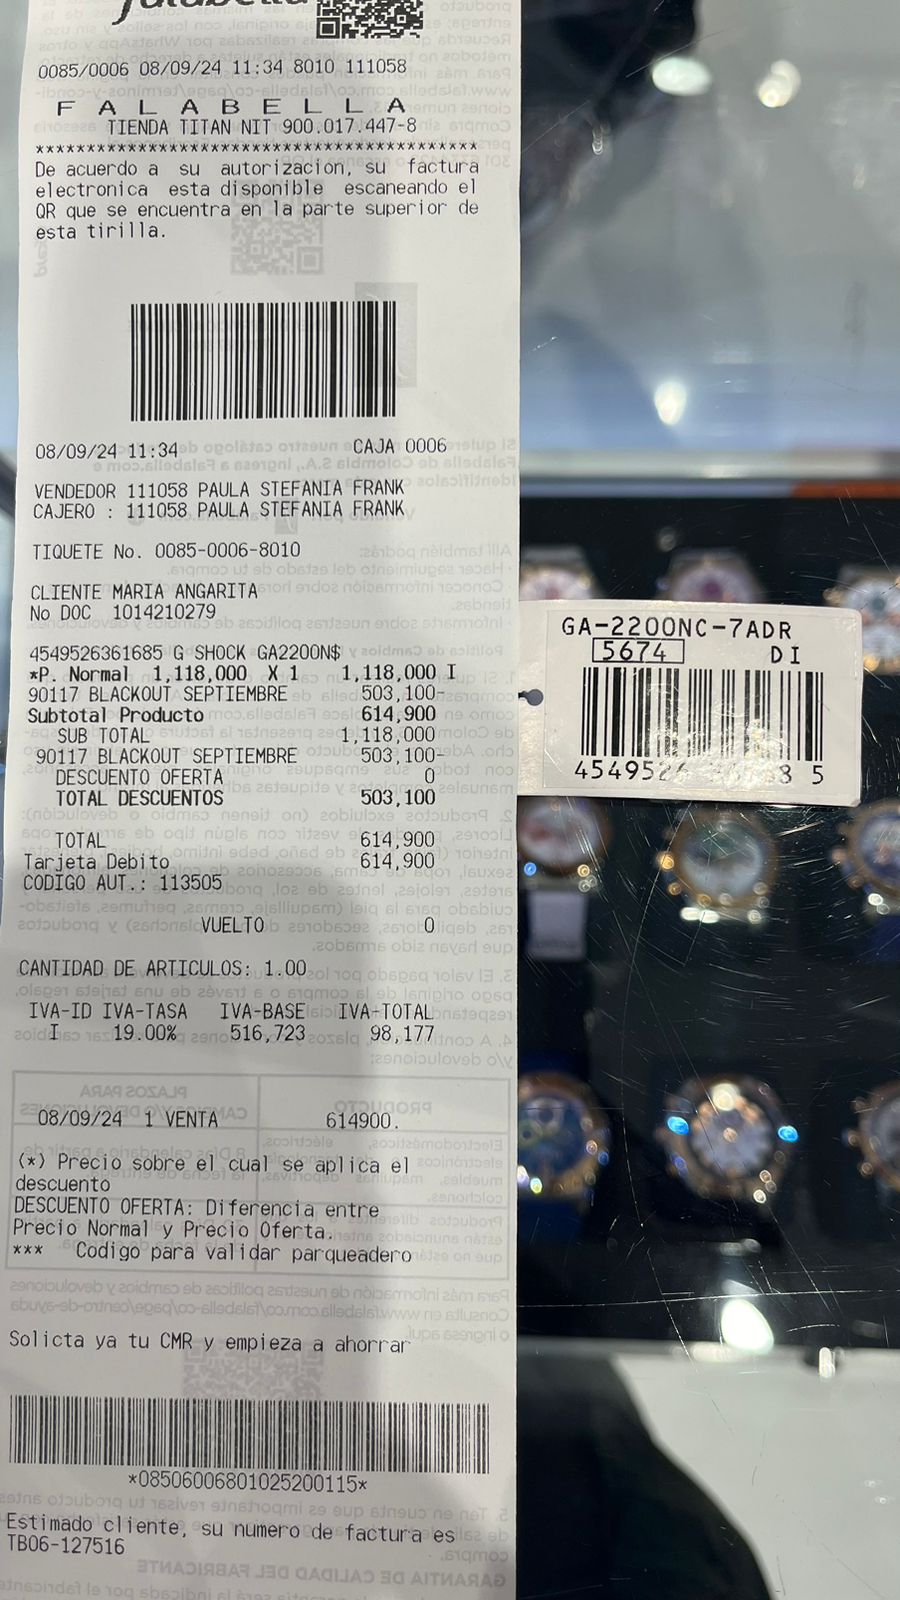 falabella
0085/0006 08/09/24 11:34 8010 111058
F A L A B E L L A
TIENDA TITAN NIT 900.017.447-8
******************************************
De acuerdo a su autorizacion, su factura
electronica esta disponible escaneando el
QR que se encuentra en la parte superior de
esta tirilla.
08/09/24 11:34 CAJA 0006
VENDEDOR 111058 PAULA STEFANIA FRANK
CAJERO : 111058 PAULA STEFANIA FRANK
TIQUETE No. 0085-0006-8010
CLIENTE MARIA ANGARITA
No DOC 1014210279
4549526361685 G SHOCK GA2200N$
*P. Normal 1,118,000 X 1 1,118,000 I
90117 BLACKOUT SEPTIEMBRE 503,100-
Subtotal Producto 614,900
SUB TOTAL 1,118,000
90117 BLACKOUT SEPTIEMBRE 503,100-
DESCUENTO OFERTA 0
TOTAL DESCUENTOS 503,100
TOTAL 614,900
Tarjeta Debito 614,900
CODIGO AUT.: 113505
VUELTO 0
CANTIDAD DE ARTICULOS: 1.00
IVA-ID IVA-TASA IVA-BASE IVA-TOTAL
I 19.00% 516,723 98,177
08/09/24 1 VENTA 614900.
(*) Precio sobre el cual se aplica el
descuento
DESCUENTO OFERTA: Diferencia entre
Precio Normal y Precio Oferta.
*** Codigo para validar parqueadero
Solicta ya tu CMR y empieza a ahorrar
*08506006801025200115*
Estimado cliente, su numero de factura es
TB06-127516
GA-2200NC-7ADR
5674 DI
4549526 8 5